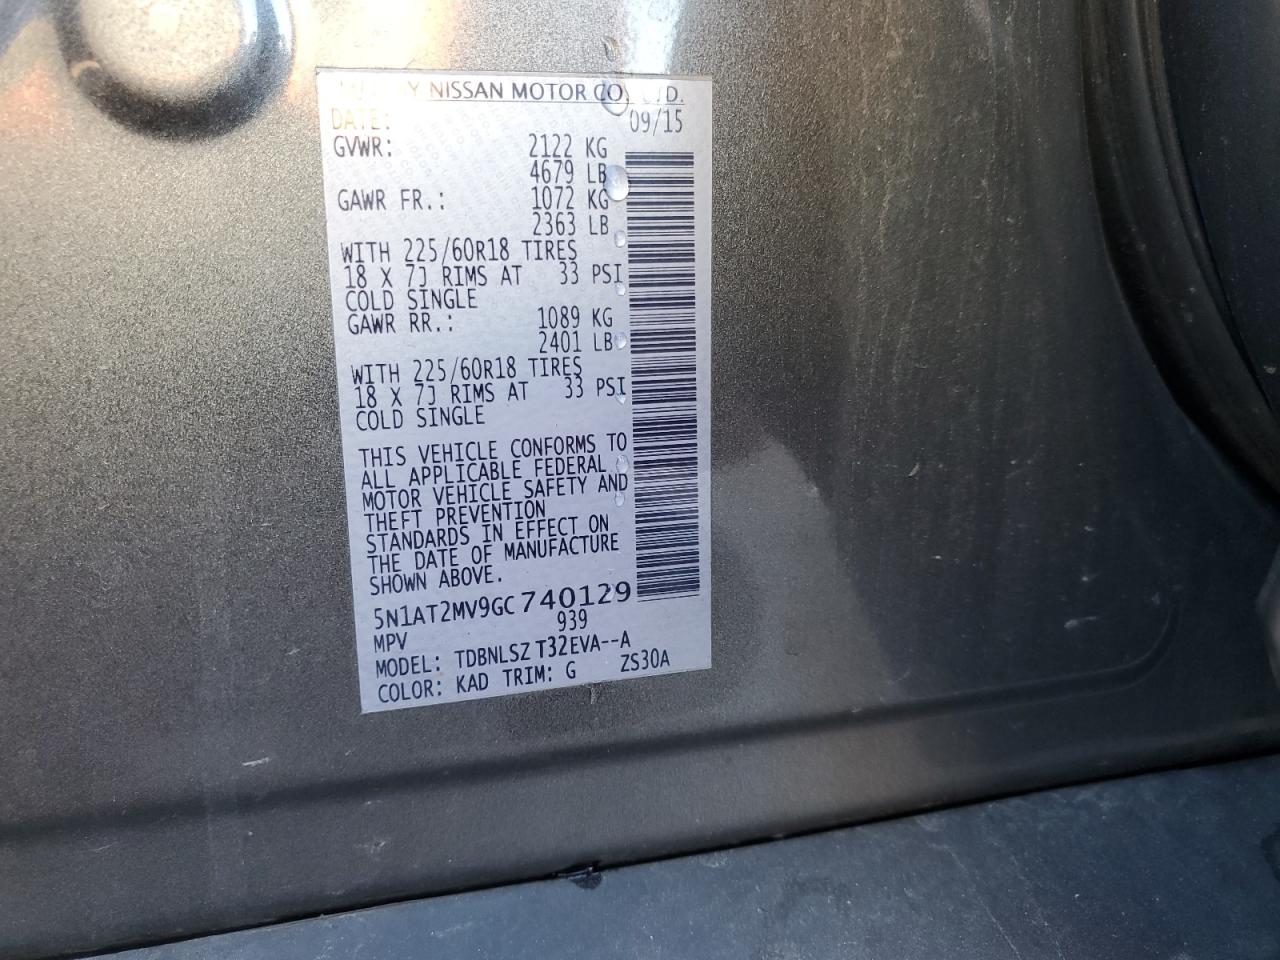 NISSAN MOTOR CO., LTD.
DATE: 09/15
GVWR: 2122 KG
4679 LB
GAWR FR.: 1072 KG
2363 LB
WITH 225/60R18 TIRES
18 X 7J RIMS AT 33 PSI
COLD SINGLE
GAWR RR.: 1089 KG
2401 LB
WITH 225/60R18 TIRES
18 X 7J RIMS AT 33 PSI
COLD SINGLE
THIS VEHICLE CONFORMS TO
ALL APPLICABLE FEDERAL
MOTOR VEHICLE SAFETY AND
THEFT PREVENTION
STANDARDS IN EFFECT ON
THE DATE OF MANUFACTURE
SHOWN ABOVE.
5N1AT2MV9GC740129
MPV 939
MODEL: TDBNLSZ T32EVA--A
COLOR: KAD TRIM: G ZS30A